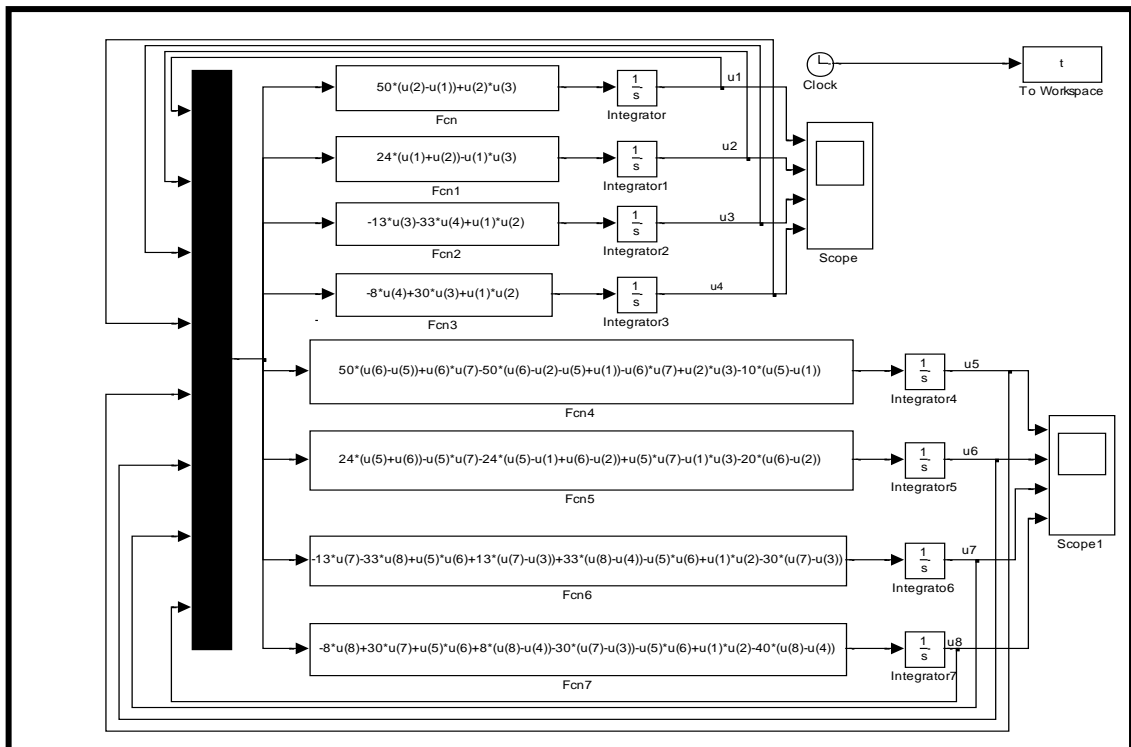 50*(u(2)-u(1))+u(2)*u(3)
Fcn
1
s
Integrator
u1
Clock
t
To Workspace
24*(u(1)+u(2))-u(1)*u(3)
Fcn1
1
s
Integrator1
u2
-13*u(3)-33*u(4)+u(1)*u(2)
Fcn2
1
s
Integrator2
u3
Scope
-8*u(4)+30*u(3)+u(1)*u(2)
Fcn3
1
s
Integrator3
u4
50*(u(6)-u(5))+u(6)*u(7)-50*(u(6)-u(2)-u(5)+u(1))-u(6)*u(7)+u(2)*u(3)-10*(u(5)-u(1))
Fcn4
1
s
Integrator4
u5
24*(u(5)+u(6))-u(5)*u(7)-24*(u(5)-u(1)+u(6)-u(2))+u(5)*u(7)-u(1)*u(3)-20*(u(6)-u(2))
Fcn5
1
s
Integrator5
u6
Scope1
-13*u(7)-33*u(8)+u(5)*u(6)+13*(u(7)-u(3))+33*(u(8)-u(4))-u(5)*u(6)+u(1)*u(2)-30*(u(7)-u(3))
Fcn6
1
s
Integrato6
u7
-8*u(8)+30*u(7)+u(5)*u(6)+8*(u(8)-u(4))-30*(u(7)-u(3))-u(5)*u(6)+u(1)*u(2)-40*(u(8)-u(4))
Fcn7
1
s
Integrator7
u8